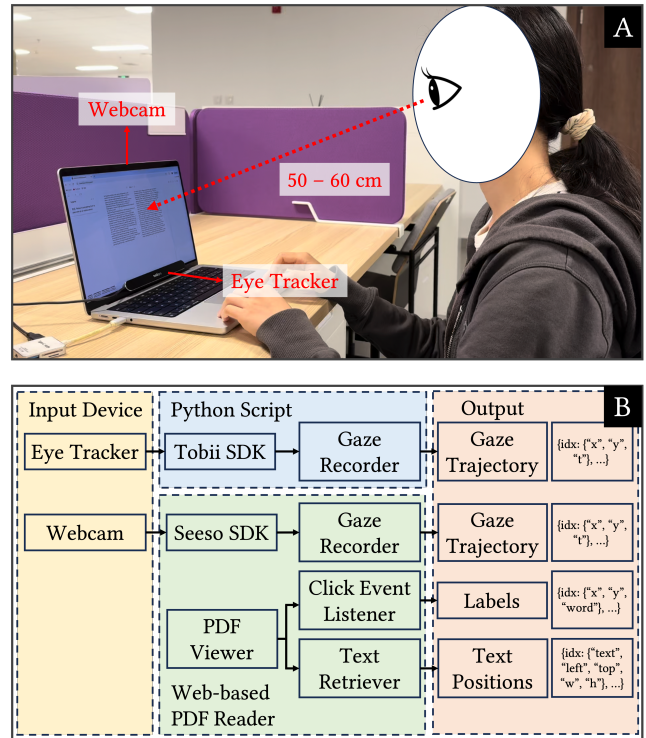 A
Webcam
50 – 60 cm
Eye Tracker
B
Input Device
Python Script
Output
Eye Tracker
Tobii SDK
Gaze
Recorder
Gaze
Trajectory
{idx: {“x”, “y”,
“t”}, ...}
Webcam
Seeso SDK
Gaze
Recorder
Gaze
Trajectory
{idx: {“x”, “y”,
“t”}, ...}
PDF
Viewer
Click Event
Listener
Labels
{idx: {“x”, “y”,
“word”}, ...}
Text
Retriever
Text
Positions
{idx: {“text”,
“left”, “top”,
“w”, “h”}, ...}
Web-based
PDF Reader